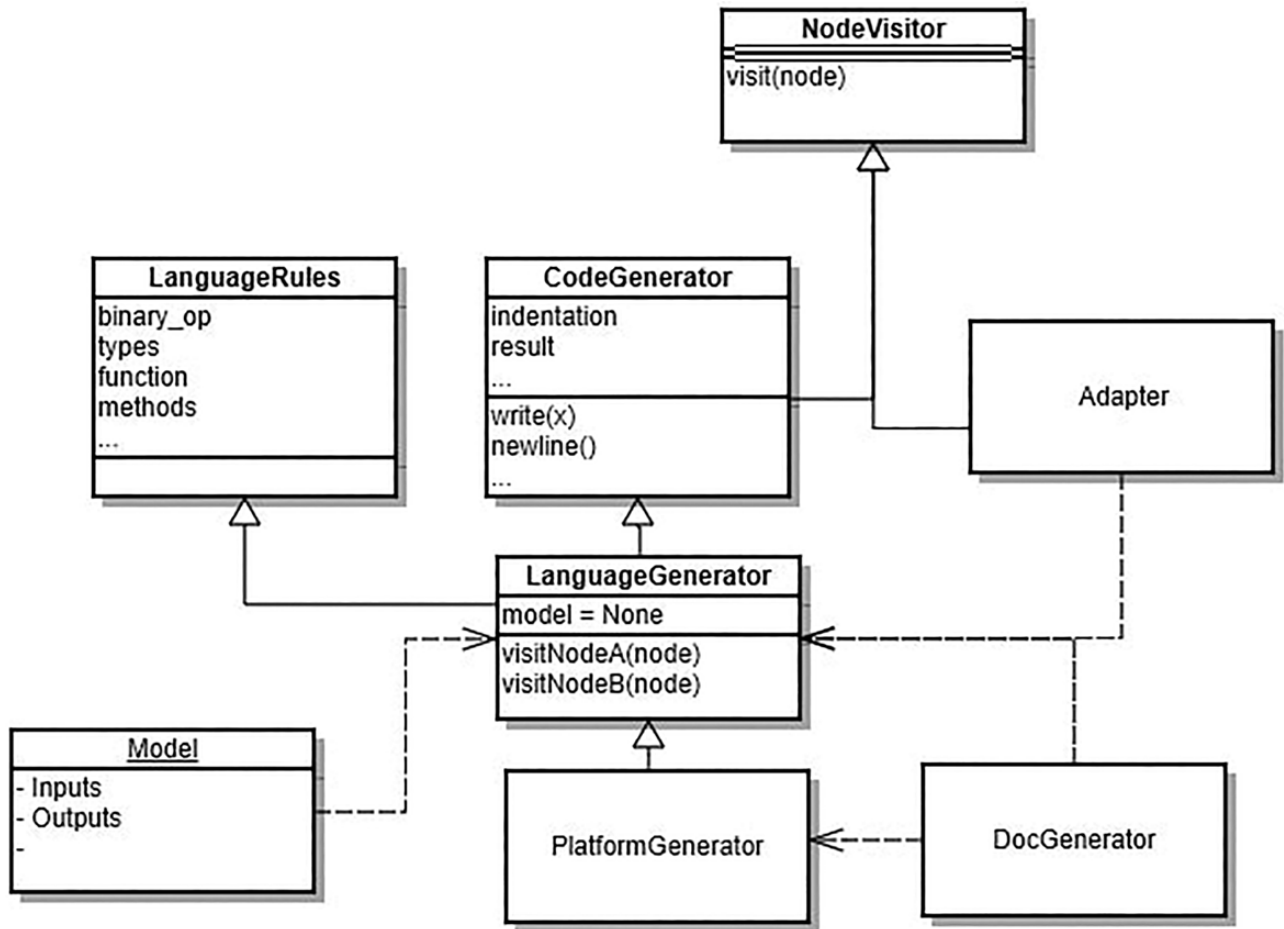 NodeVisitor
visit(node)
LanguageRules
binary_op
types
function
methods
...
CodeGenerator
indentation
result
...
write(x)
newline()
...
Adapter
LanguageGenerator
model = None
visitNodeA(node)
visitNodeB(node)
Model
- Inputs
- Outputs
-
PlatformGenerator
DocGenerator